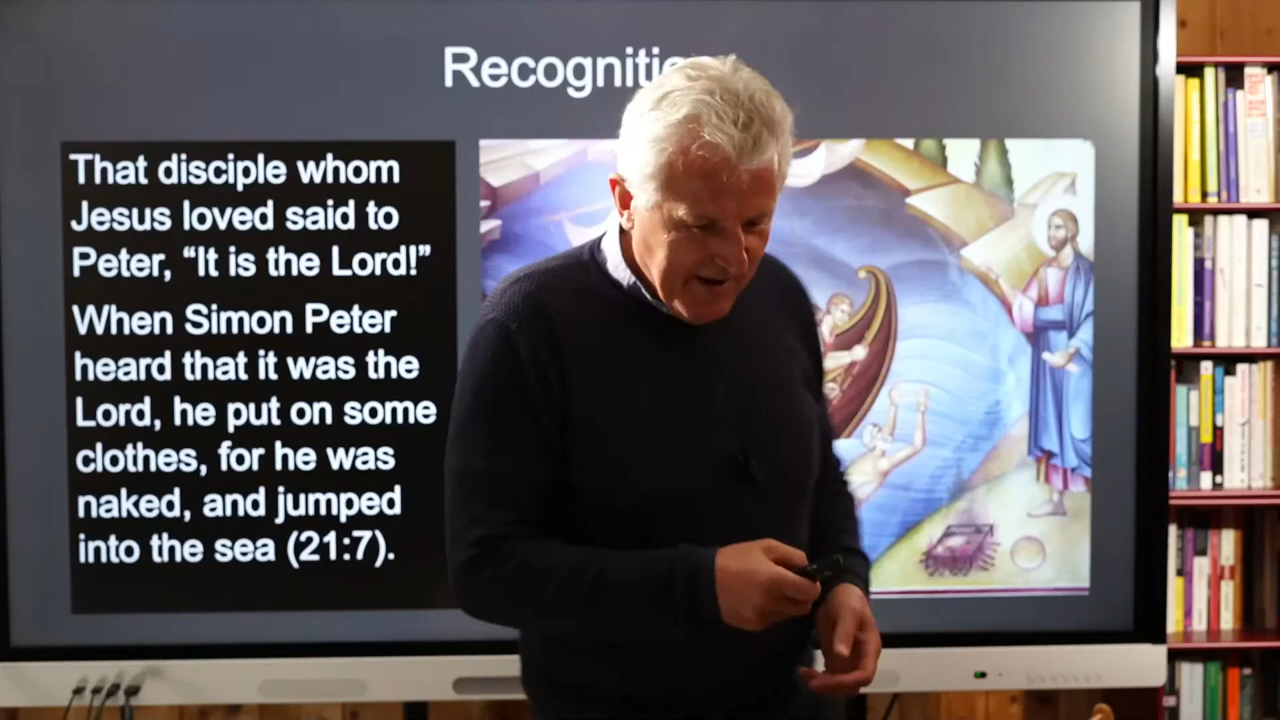 Recogniti
That disciple whom
Jesus loved said to
Peter, “It is the Lord!”
When Simon Peter
heard that it was the
Lord, he put on some
clothes, for he was
naked, and jumped
into the sea (21:7).